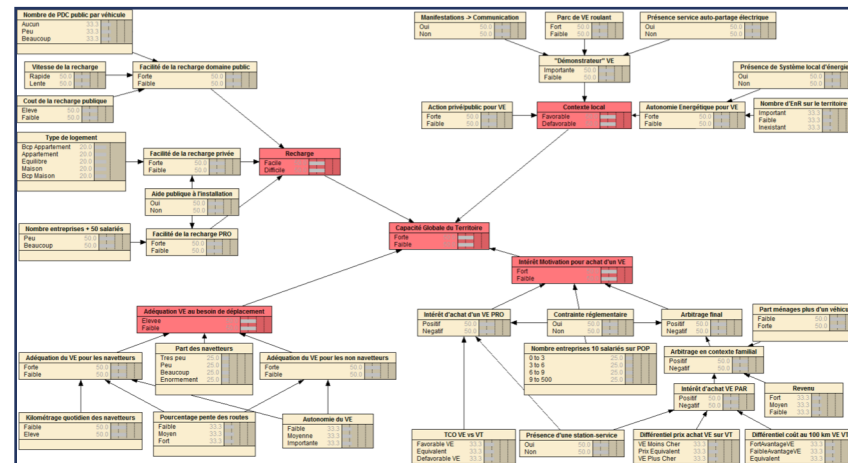 Nombre de PDC public par véhicule
Aucun 33.3
Peu 33.3
Beaucoup 33.3
Manifestations -> Communication
Oui 50.0
Non 50.0
Parc de VE roulant
Fort 50.0
Faible 50.0
Présence service auto-partage électrique
Oui 50.0
Non 50.0
Vitesse de la recharge
Rapide 50.0
Lente 50.0
Facilité de la recharge domaine public
Forte 50.0
Faible 50.0
"Démonstrateur" VE
Importante 50.0
Faible 50.0
Présence de Système local d'énergie
Oui 50.0
Non 50.0
Cout de la recharge publique
Eleve 50.0
Faible 50.0
Action privé/public pour VE
Forte 50.0
Faible 50.0
Contexte local
Favorable
Defavorable
Autonomie Energétique pour VE
Forte 50.0
Faible 50.0
Nombre d'EnR sur le territoire
Important 33.3
Faible 33.3
Inexistant 33.3
Type de logement
Bcp Appartement 20.0
Appartement 20.0
Equilibre 20.0
Maison 20.0
Bcp Maison 20.0
Facilité de la recharge privée
Forte 50.0
Faible 50.0
Recharge
Facile
Difficile
Aide publique à l'installation
Oui 50.0
Non 50.0
Nombre entreprises + 50 salariés
Peu 50.0
Beaucoup 50.0
Facilité de la recharge PRO
Forte 50.0
Faible 50.0
Capacité Globale du Territoire
Forte
Faible
Intérêt Motivation pour achat d'un VE
Fort
Faible
Adéquation VE au besoin de déplacement
Elevee
Faible
Intérêt d'achat d'un VE PRO
Positif 50.0
Negatif 50.0
Contrainte réglementaire
Oui 50.0
Non 50.0
Arbitrage final
Positif 50.0
Negatif 50.0
Part ménages plus d'un véhicu
Faible 50.0
Forte 50.0
Adéquation du VE pour les navetteurs
Forte 50.0
Faible 50.0
Part des navetteurs
Tres peu 25.0
Peu 25.0
Beaucoup 25.0
Enormement 25.0
Adéquation du VE pour les non navetteurs
Forte 50.0
Faible 50.0
Nombre entreprises 10 salariés sur POP
0 to 3 25.0
3 to 6 25.0
6 to 9 25.0
9 to 500 25.0
Arbitrage en contexte familial
Positif 50.0
Negatif 50.0
Intérêt d'achat VE PAR
Positif 50.0
Negatif 50.0
Revenu
Fort 33.3
Moyen 33.3
Faible 33.3
Kilométrage quotidien des navetteurs
Faible 50.0
Eleve 50.0
Pourcentage pente des routes
Faible 33.3
Moyen 33.3
Fort 33.3
Autonomie du VE
Faible 33.3
Moyenne 33.3
Importante 33.3
TCO VE vs VT
Favorable VE 33.3
Equivalent 33.3
Defavorable VE 33.3
Présence d'une station-service
Oui 50.0
Non 50.0
Différentiel prix achat VE sur VT
VE Moins Cher 33.3
Prix Equivalent 33.3
VE Plus Cher 33.3
Différentiel coût au 100 km VE VT
FortAvantageVE 33.3
FaibleAvantageVE 33.3
Equivalent 33.3